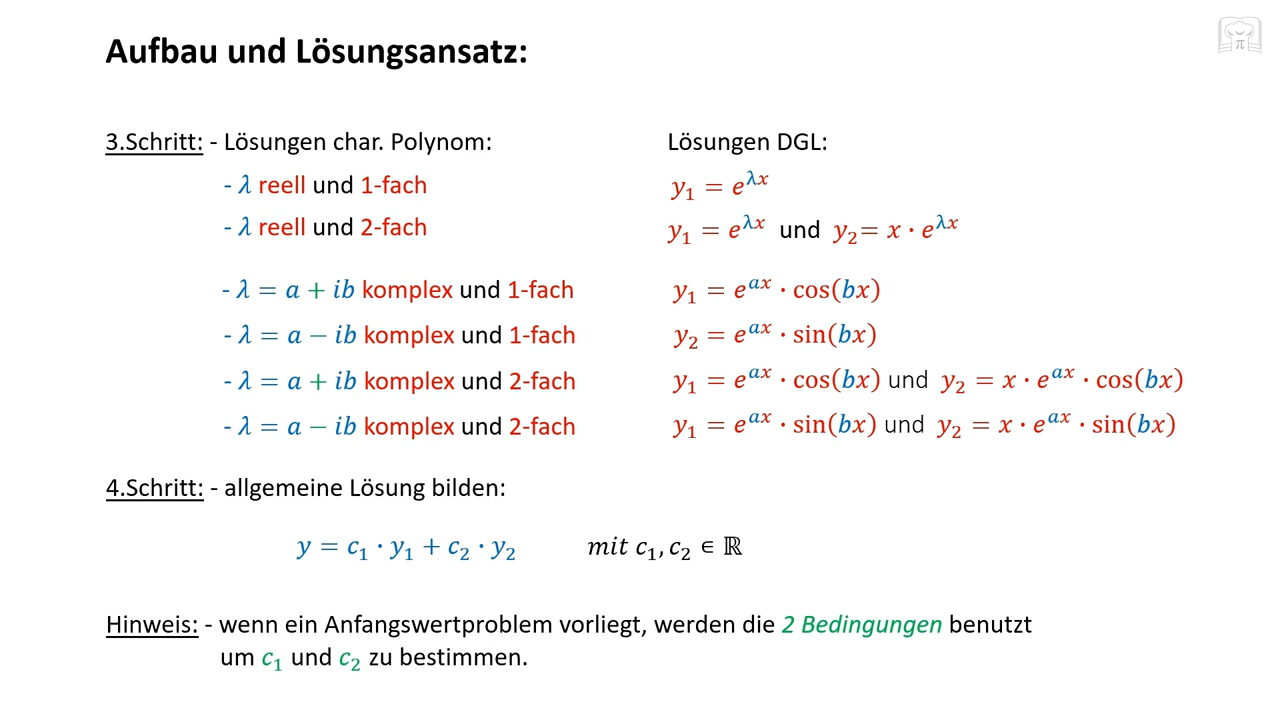 Aufbau und Lösungsansatz:
3.Schritt: - Lösungen char. Polynom: Lösungen DGL:
- λ reell und 1-fach y₁ = e^{λx}
- λ reell und 2-fach y₁ = e^{λx} und y₂= x · e^{λx}
- λ = a + ib komplex und 1-fach y₁ = e^{ax} · cos(bx)
- λ = a − ib komplex und 1-fach y₂ = e^{ax} · sin(bx)
- λ = a + ib komplex und 2-fach y₁ = e^{ax} · cos(bx) und y₂ = x · e^{ax} · cos(bx)
- λ = a − ib komplex und 2-fach y₁ = e^{ax} · sin(bx) und y₂ = x · e^{ax} · sin(bx)
4.Schritt: - allgemeine Lösung bilden:
y = c₁ · y₁ + c₂ · y₂ mit c₁, c₂ ∈ ℝ
Hinweis: - wenn ein Anfangswertproblem vorliegt, werden die 2 Bedingungen benutzt
um c₁ und c₂ zu bestimmen.
π